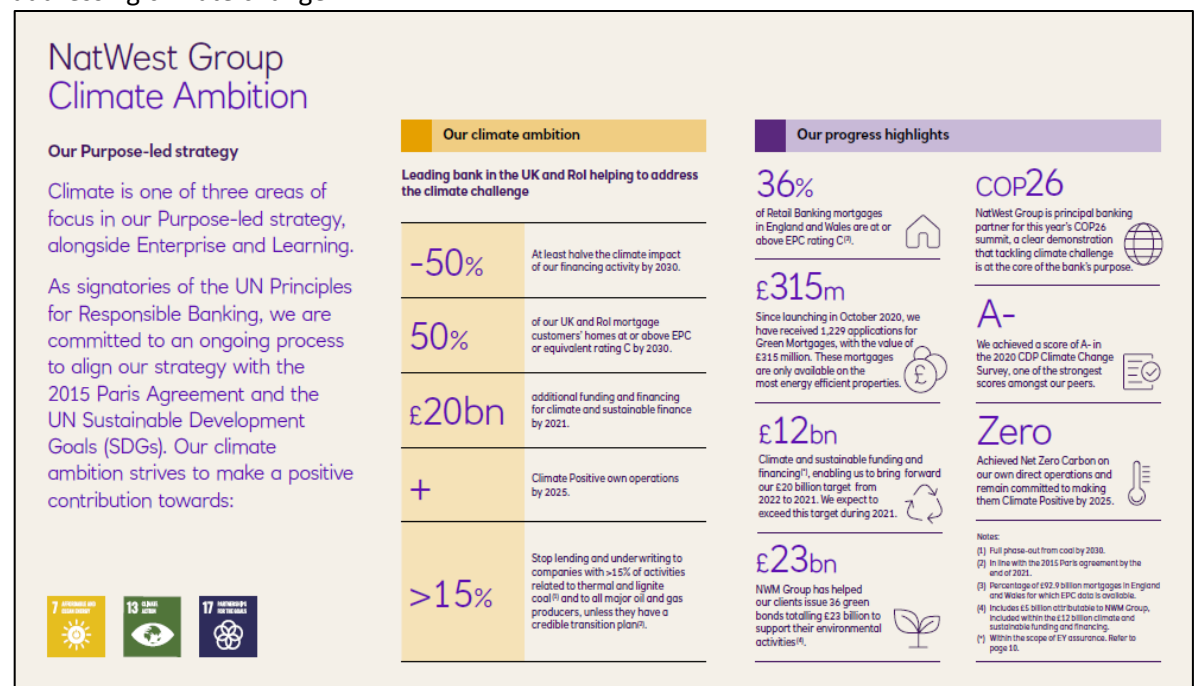 NatWest Group
Climate Ambition
Our Purpose-led strategy
Climate is one of three areas of
focus in our Purpose-led strategy,
alongside Enterprise and Learning.
As signatories of the UN Principles
for Responsible Banking, we are
committed to an ongoing process
to align our strategy with the
2015 Paris Agreement and the
UN Sustainable Development
Goals (SDGs). Our climate
ambition strives to make a positive
contribution towards:
7 AFFORDABLE AND
CLEAN ENERGY
13 CLIMATE
ACTION
17 PARTNERSHIPS
FOR THE GOALS
Our climate ambition
Leading bank in the UK and RoI helping to address
the climate challenge
-50%
At least halve the climate impact
of our financing activity by 2030.
50%
of our UK and RoI mortgage
customers' homes at or above EPC
or equivalent rating C by 2030.
£20bn
additional funding and financing
for climate and sustainable finance
by 2021.
+
Climate Positive own operations
by 2025.
>15%
Stop lending and underwriting to
companies with >15% of activities
related to thermal and lignite
coal(1) and to all major oil and gas
producers, unless they have a
credible transition plan(2).
Our progress highlights
36%
of Retail Banking mortgages
in England and Wales are at or
above EPC rating C(3).
£315m
Since launching in October 2020, we
have received 1,229 applications for
Green Mortgages, with the value of
£315 million. These mortgages
are only available on the
most energy efficient properties.
£
£12bn
Climate and sustainable funding and
financing(*), enabling us to bring forward
our £20 billion target from
2022 to 2021. We expect to
exceed this target during 2021.
£23bn
NWM Group has helped
our clients issue 36 green
bonds totalling £23 billion to
support their environmental
activities(4).
COP26
NatWest Group is principal banking
partner for this year's COP26
summit, a clear demonstration
that tackling climate challenge
is at the core of the bank's purpose.
A-
We achieved a score of A- in
the 2020 CDP Climate Change
Survey, one of the strongest
scores amongst our peers.
Zero
Achieved Net Zero Carbon on
our own direct operations and
remain committed to making
them Climate Positive by 2025.
Notes:
(1) Full phase-out from coal by 2030.
(2) In line with the 2015 Paris agreement by the
end of 2021.
(3) Percentage of £92.9 billion mortgages in England
and Wales for which EPC data is available.
(4) Includes £5 billion attributable to NWM Group,
included within the £12 billion climate and
sustainable funding and financing.
(*) Within the scope of EY assurance. Refer to
page 10.